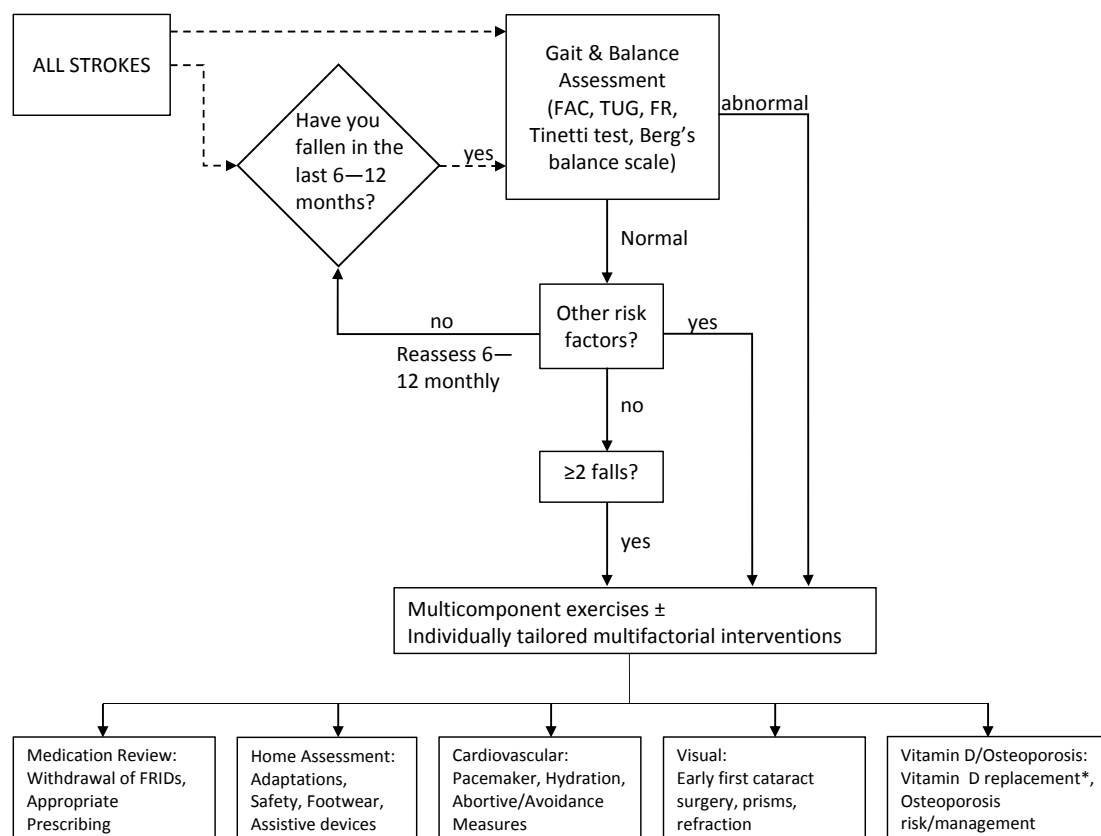 ALL STROKES
Gait & Balance
Assessment
(FAC, TUG, FR,
Tinetti test, Berg's
balance scale)
abnormal
Have you
fallen in the
last 6—12
months?
yes
Normal
Other risk
factors?
no
Reassess 6—
12 monthly
yes
no
≥2 falls?
yes
Multicomponent exercises ±
Individually tailored multifactorial interventions
Medication Review:
Withdrawal of FRIDs,
Appropriate
Prescribing
Home Assessment:
Adaptations,
Safety, Footwear,
Assistive devices
Cardiovascular:
Pacemaker, Hydration,
Abortive/Avoidance
Measures
Visual:
Early first cataract
surgery, prisms,
refraction
Vitamin D/Osteoporosis:
Vitamin D replacement*,
Osteoporosis
risk/management